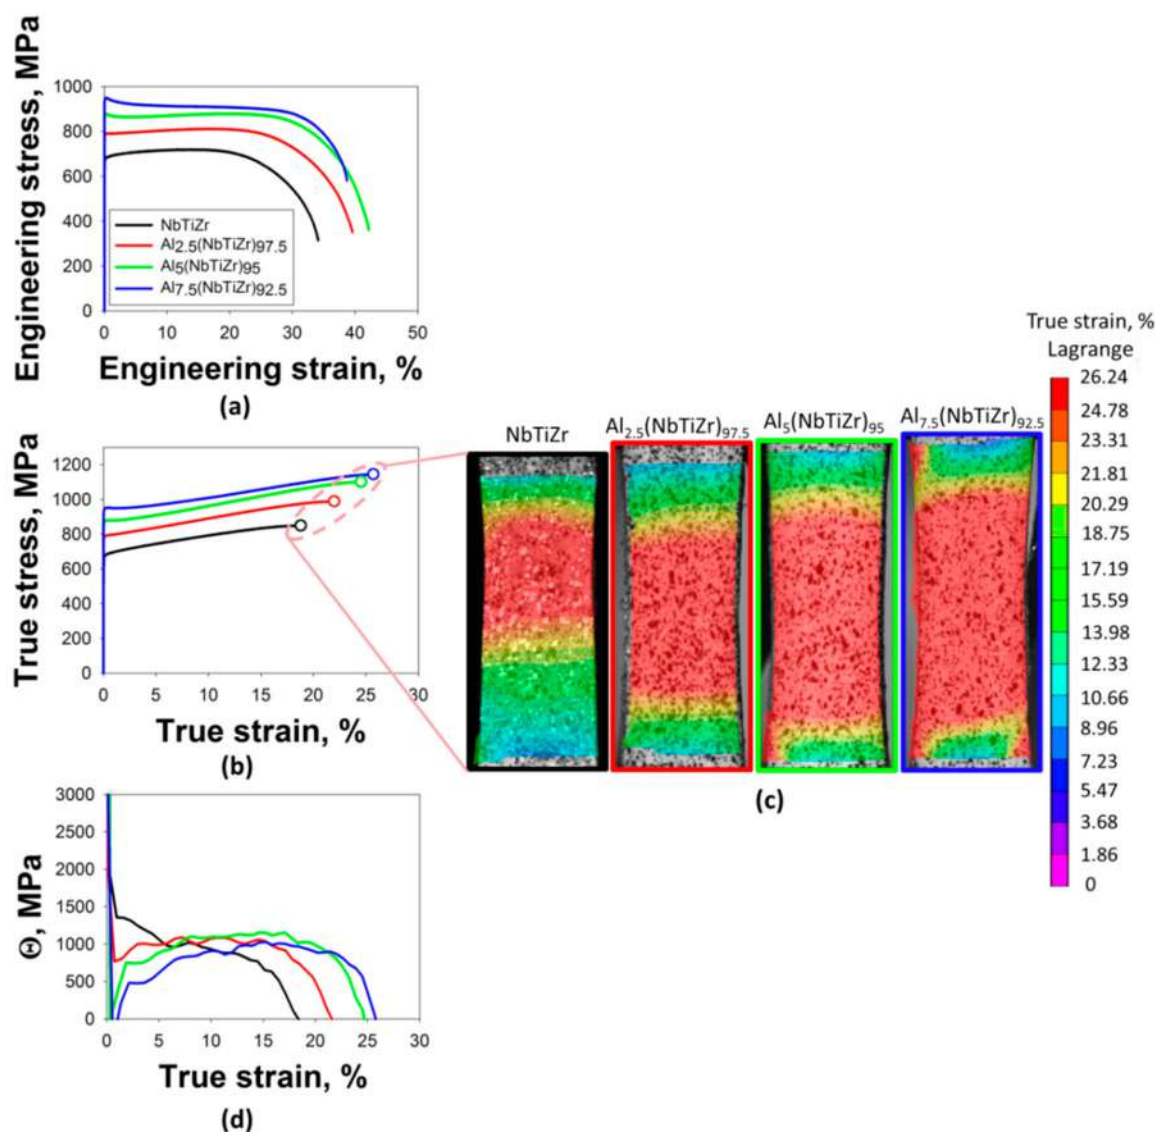 Engineering stress, MPa
1000
800
600
400
200
0
NbTiZr
Al2.5(NbTiZr)97.5
Al5(NbTiZr)95
Al7.5(NbTiZr)92.5
0 10 20 30 40 50
Engineering strain, %
(a)
True stress, MPa
1200
1000
800
600
400
200
0
0 5 10 15 20 25 30
True strain, %
(b)
NbTiZr
Al2.5(NbTiZr)97.5
Al5(NbTiZr)95
Al7.5(NbTiZr)92.5
(c)
True strain, %
Lagrange
26.24
24.78
23.31
21.81
20.29
18.75
17.19
15.59
13.98
12.33
10.66
8.96
7.23
5.47
3.68
1.86
0
Θ, MPa
3000
2500
2000
1500
1000
500
0
0 5 10 15 20 25 30
True strain, %
(d)